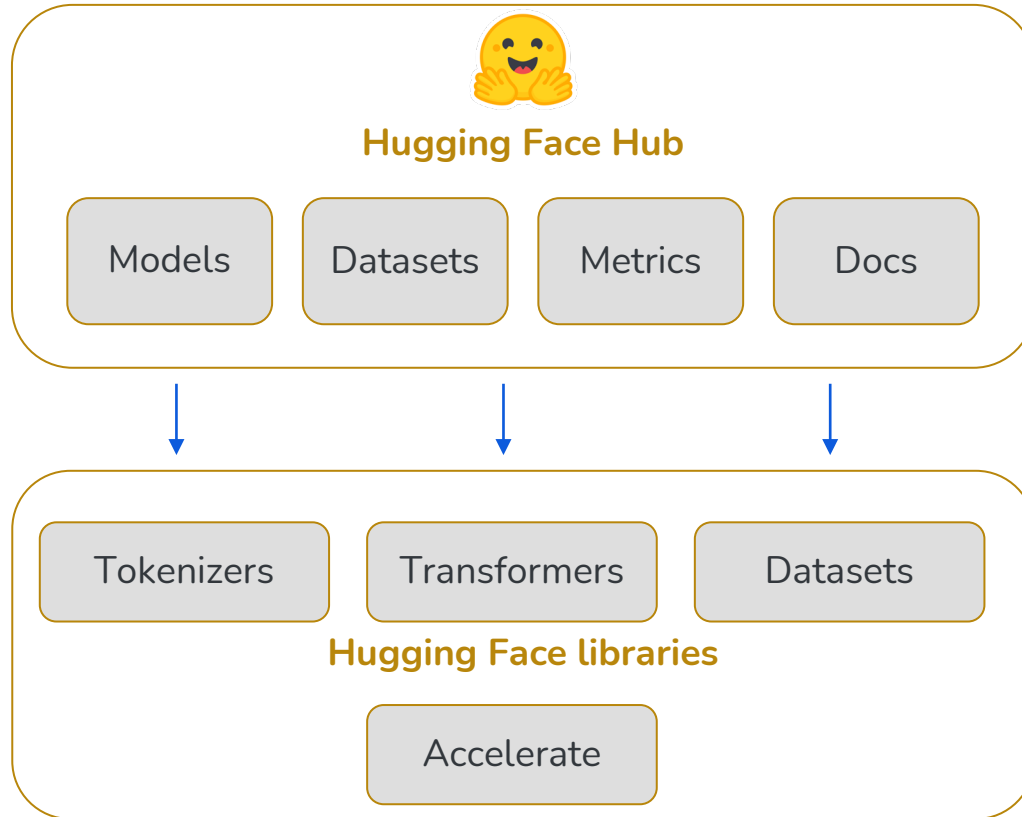 Hugging Face Hub
Models
Datasets
Metrics
Docs
Tokenizers
Transformers
Datasets
Hugging Face libraries
Accelerate